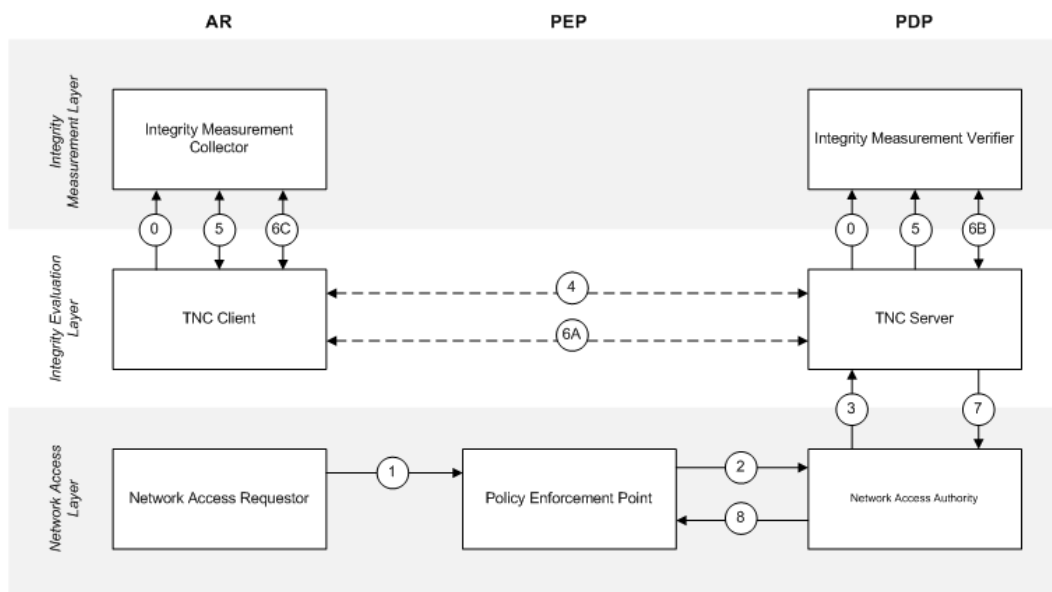 AR
PEP
PDP
Integrity
Measurement Layer
Integrity Measurement
Collector
Integrity Measurement Verifier
0
5
6C
0
5
6B
Integrity Evaluation
Layer
TNC Client
4
6A
TNC Server
3
7
Network Access
Layer
Network Access Requestor
1
Policy Enforcement Point
2
8
Network Access Authority